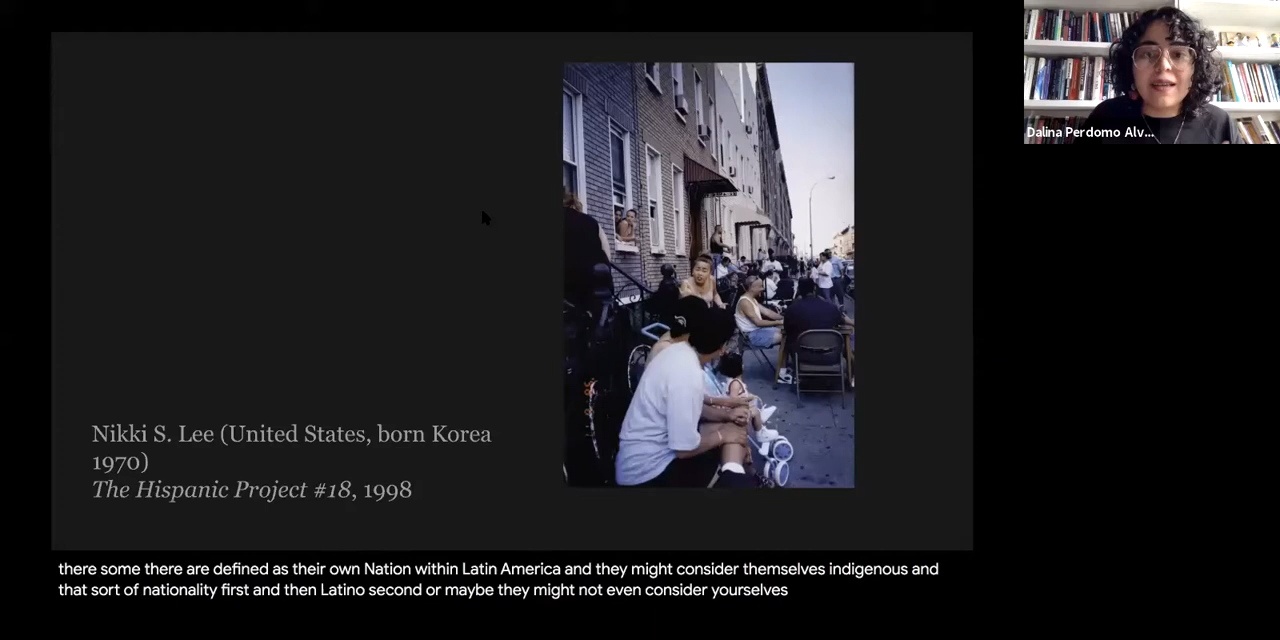 Dalina Perdomo Alv...
Nikki S. Lee (United States, born Korea
1970)
The Hispanic Project #18, 1998
there some there are defined as their own Nation within Latin America and they might consider themselves indigenous and
that sort of nationality first and then Latino second or maybe they might not even consider yourselves